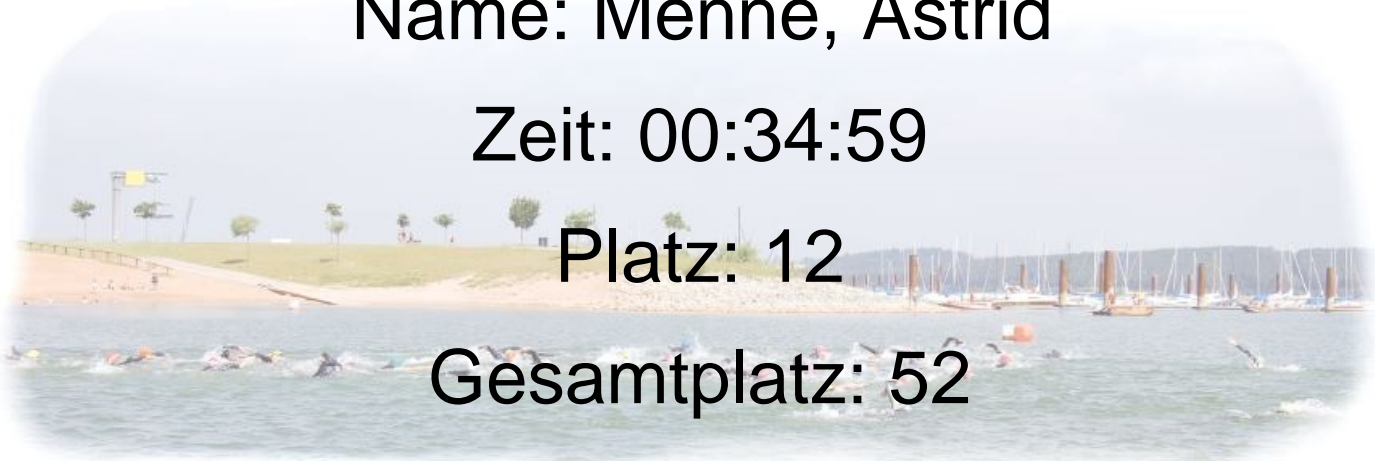 Name: Menne, Astrid
Zeit: 00:34:59
Platz: 12
Gesamtplatz: 52